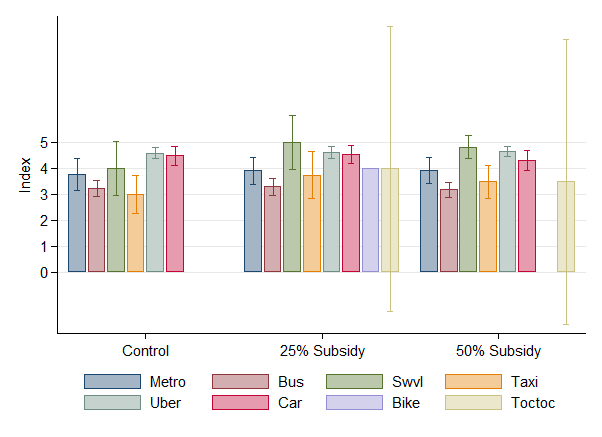 Index
5
4
3
2
1
0
Control 25% Subsidy 50% Subsidy
Metro Bus Swvl Taxi
Uber Car Bike Toctoc